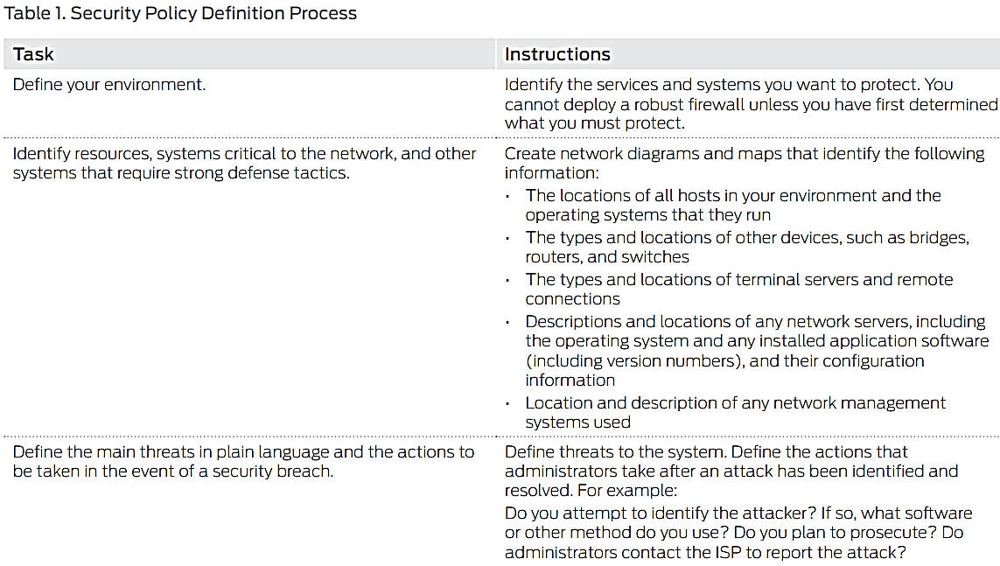 Table 1. Security Policy Definition Process
Task
Instructions
Define your environment.
Identify the services and systems you want to protect. You
cannot deploy a robust firewall unless you have first determined
what you must protect.
Identify resources, systems critical to the network, and other
systems that require strong defense tactics.
Create network diagrams and maps that identify the following
information:
· The locations of all hosts in your environment and the
operating systems that they run
· The types and locations of other devices, such as bridges,
routers, and switches
· The types and locations of terminal servers and remote
connections
· Descriptions and locations of any network servers, including
the operating system and any installed application software
(including version numbers), and their configuration
information
· Location and description of any network management
systems used
Define the main threats in plain language and the actions to
be taken in the event of a security breach.
Define threats to the system. Define the actions that
administrators take after an attack has been identified and
resolved. For example:
Do you attempt to identify the attacker? If so, what software
or other method do you use? Do you plan to prosecute? Do
administrators contact the ISP to report the attack?